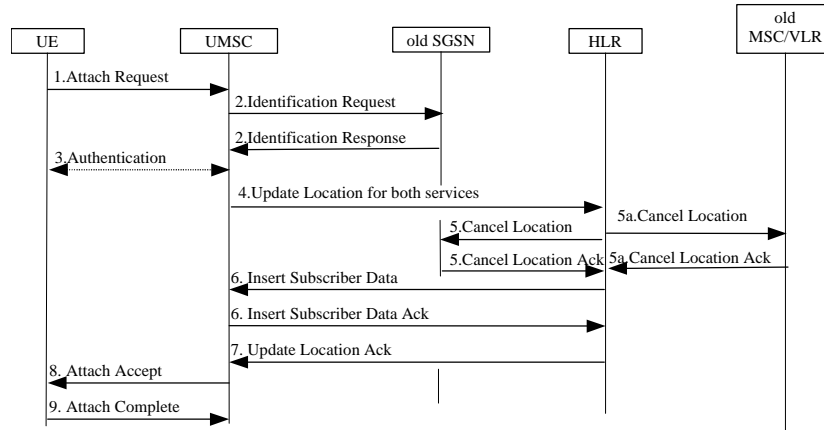 old
MSC/VLR
UE
UMSC
old SGSN
HLR
1.Attach Request
2.Identification Request
2.Identification Response
3.Authentication
4.Update Location for both services
5a.Cancel Location
5.Cancel Location
5.Cancel Location Ack
5a.Cancel Location Ack
6. Insert Subscriber Data
6. Insert Subscriber Data Ack
7. Update Location Ack
8. Attach Accept
9. Attach Complete